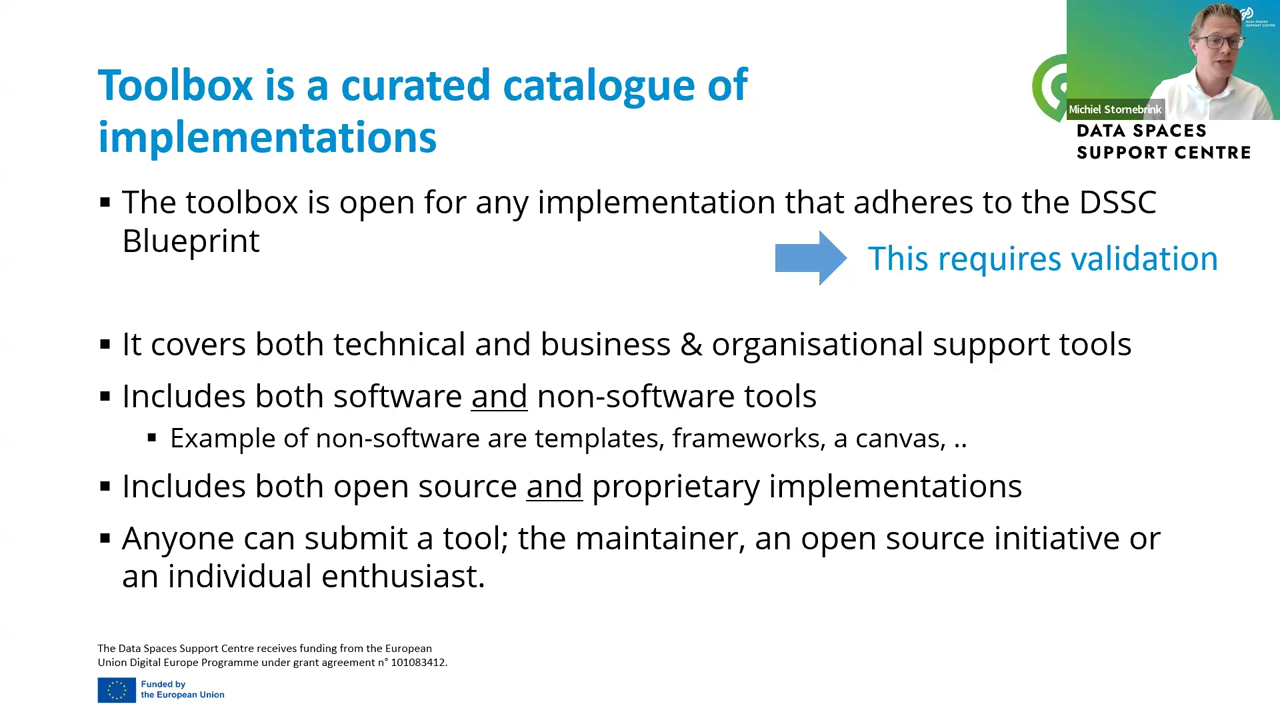 Toolbox is a curated catalogue of
implementations
Michiel Stornebrink
DATA SPACES
SUPPORT CENTRE
▪ The toolbox is open for any implementation that adheres to the DSSC
Blueprint
This requires validation
▪ It covers both technical and business & organisational support tools
▪ Includes both software and non-software tools
▪ Example of non-software are templates, frameworks, a canvas, ..
▪ Includes both open source and proprietary implementations
▪ Anyone can submit a tool; the maintainer, an open source initiative or
an individual enthusiast.
The Data Spaces Support Centre receives funding from the European
Union Digital Europe Programme under grant agreement n° 101083412.
Funded by
the European Union